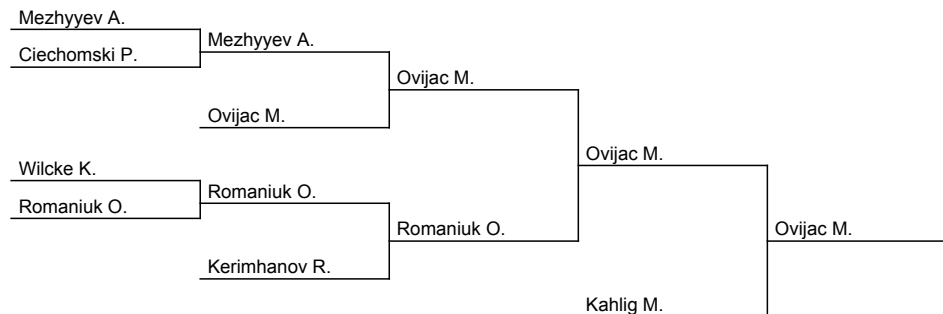 Mezhyyev A.
Ciechomski P.
Mezhyyev A.
Ovijac M.
Ovijac M.
Wilcke K.
Romaniuk O.
Romaniuk O.
Kerimhanov R.
Romaniuk O.
Ovijac M.
Kahlig M.
Ovijac M.